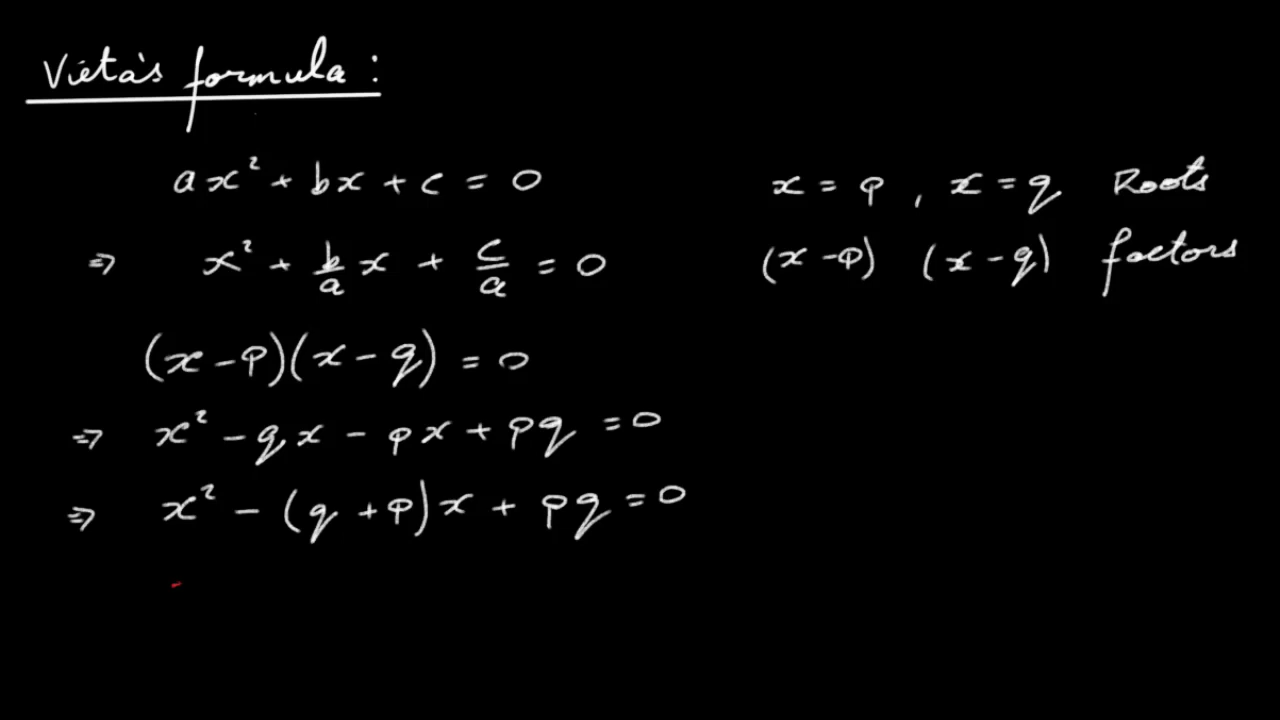 Vieta's formula :
ax² + bx + c = 0
⇒ x² + b/a x + c/a = 0
(x - p)(x - q) = 0
⇒ x² - qx - px + pq = 0
⇒ x² - (q + p)x + pq = 0
x = p , x = q Roots
(x - p) (x - q) factors